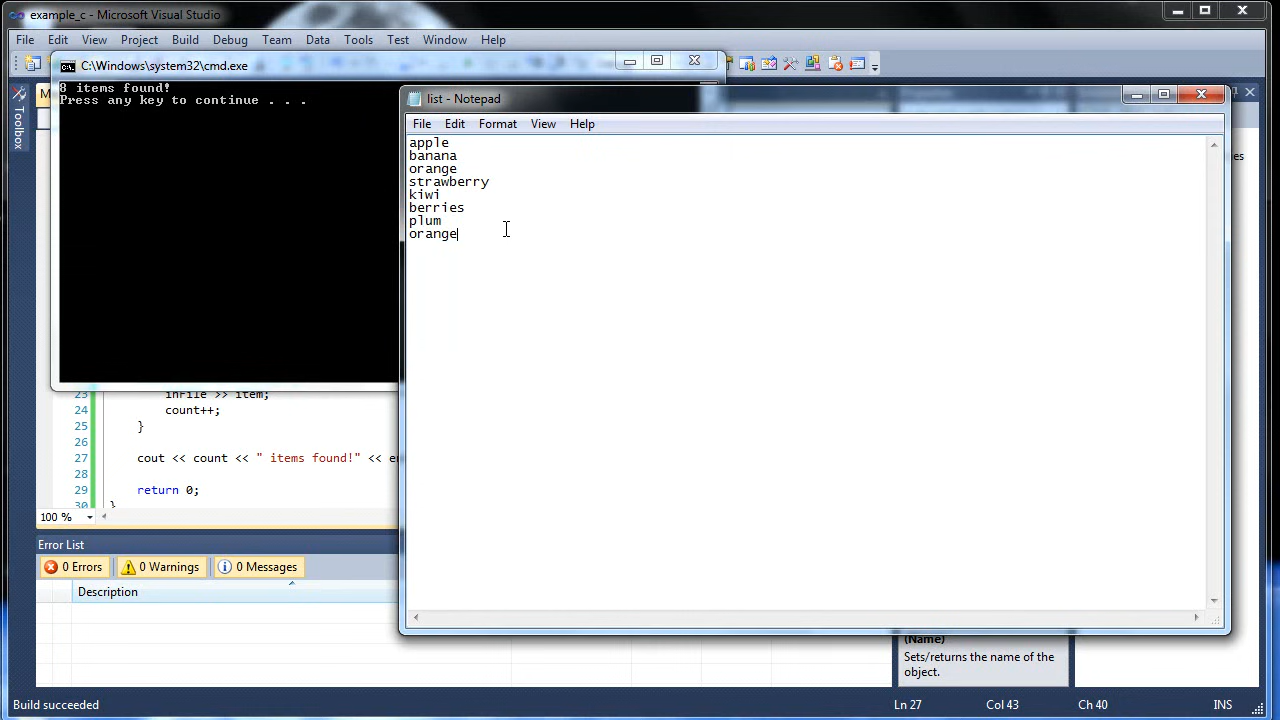 example_c - Microsoft Visual Studio
File Edit View Project Build Debug Team Data Tools Test Window Help
C:\Windows\system32\cmd.exe
8 items found!
Press any key to continue . . .
list - Notepad
File Edit Format View Help
apple
banana
orange
strawberry
kiwi
berries
plum
orange
Toolbox
23 inFile >> item;
24 count++;
25 }
26
27 cout << count << " items found!" <<
28
29 return 0;
30 }
100 %
Error List
0 Errors 0 Warnings 0 Messages
Description
(Name)
Sets/returns the name of the
object.
Build succeeded Ln 27 Col 43 Ch 40 INS